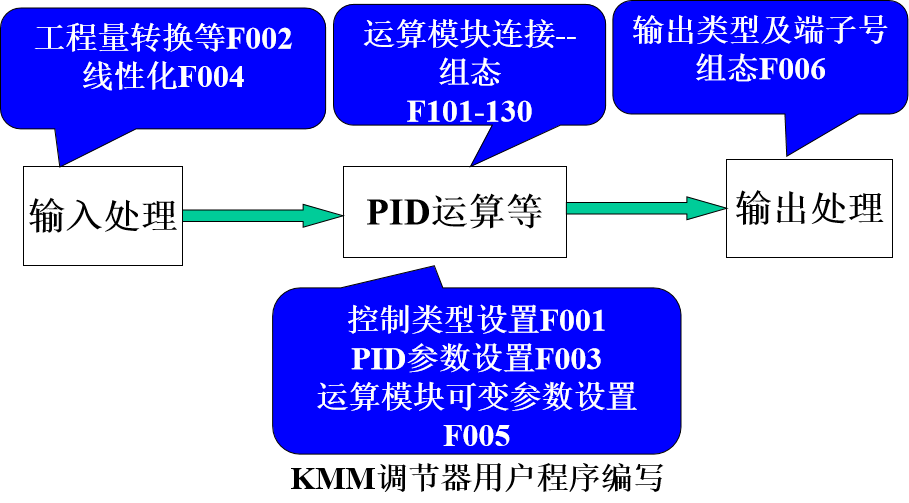 工程量转换等F002
线性化F004
运算模块连接--
组态
F101-130
输出类型及端子号
组态F006
输入处理
PID运算等
输出处理
控制类型设置F001
PID参数设置F003
运算模块可变参数设置
F005
KMM调节器用户程序编写